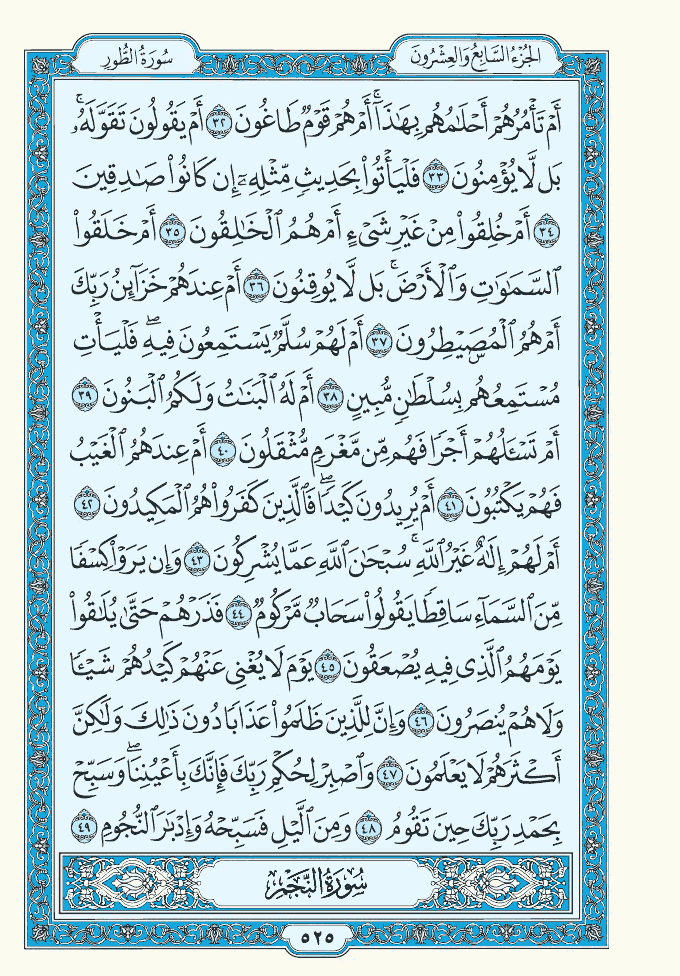 سُورَةُ الطُّورِ
الجُزْءُ السَّابِعُ وَالعِشْرُونَ
أَمْ تَأْمُرُهُمْ أَحْلَٰمُهُم بِهَٰذَآ ۚ أَمْ هُمْ قَوْمٌ طَاغُونَ ٣٢ أَمْ يَقُولُونَ تَقَوَّلَهُۥ ۚ
بَل لَّا يُؤْمِنُونَ ٣٣ فَلْيَأْتُوا۟ بِحَدِيثٍ مِّثْلِهِۦٓ إِن كَانُوا۟ صَٰدِقِينَ
٣٤ أَمْ خُلِقُوا۟ مِنْ غَيْرِ شَىْءٍ أَمْ هُمُ ٱلْخَٰلِقُونَ ٣٥ أَمْ خَلَقُوا۟
ٱلسَّمَٰوَٰتِ وَٱلْأَرْضَ ۚ بَل لَّا يُوقِنُونَ ٣٦ أَمْ عِندَهُمْ خَزَآئِنُ رَبِّكَ
أَمْ هُمُ ٱلْمُصَۣيْطِرُونَ ٣٧ أَمْ لَهُمْ سُلَّمٌ يَسْتَمِعُونَ فِيهِ ۖ فَلْيَأْتِ
مُسْتَمِعُهُم بِسُلْطَٰنٍ مُّبِينٍ ٣٨ أَمْ لَهُ ٱلْبَنَٰتُ وَلَكُمُ ٱلْبَنُونَ ٣٩
أَمْ تَسْـَٔلُهُمْ أَجْرًا فَهُم مِّن مَّغْرَمٍ مُّثْقَلُونَ ٤٠ أَمْ عِندَهُمُ ٱلْغَيْبُ
فَهُمْ يَكْتُبُونَ ٤١ أَمْ يُرِيدُونَ كَيْدًا ۖ فَٱلَّذِينَ كَفَرُوا۟ هُمُ ٱلْمَكِيدُونَ ٤٢
أَمْ لَهُمْ إِلَٰهٌ غَيْرُ ٱللَّهِ ۚ سُبْحَٰنَ ٱللَّهِ عَمَّا يُشْرِكُونَ ٤٣ وَإِن يَرَوْا۟ كِسْفًا
مِّنَ ٱلسَّمَآءِ سَاقِطًا يَقُولُوا۟ سَحَابٌ مَّرْكُومٌ ٤٤ فَذَرْهُمْ حَتَّىٰ يُلَٰقُوا۟
يَوْمَهُمُ ٱلَّذِى فِيهِ يُصْعَقُونَ ٤٥ يَوْمَ لَا يُغْنِى عَنْهُمْ كَيْدُهُمْ شَيْـًٔا
وَلَا هُمْ يُنصَرُونَ ٤٦ وَإِنَّ لِلَّذِينَ ظَلَمُوا۟ عَذَابًا دُونَ ذَٰلِكَ وَلَٰكِنَّ
أَكْثَرَهُمْ لَا يَعْلَمُونَ ٤٧ وَٱصْبِرْ لِحُكْمِ رَبِّكَ فَإِنَّكَ بِأَعْيُنِنَا ۖ وَسَبِّحْ
بِحَمْدِ رَبِّكَ حِينَ تَقُومُ ٤٨ وَمِنَ ٱلَّيْلِ فَسَبِّحْهُ وَإِدْبَٰرَ ٱلنُّجُومِ ٤٩
سُورَةُ النَّجْمِ
٥٢٥